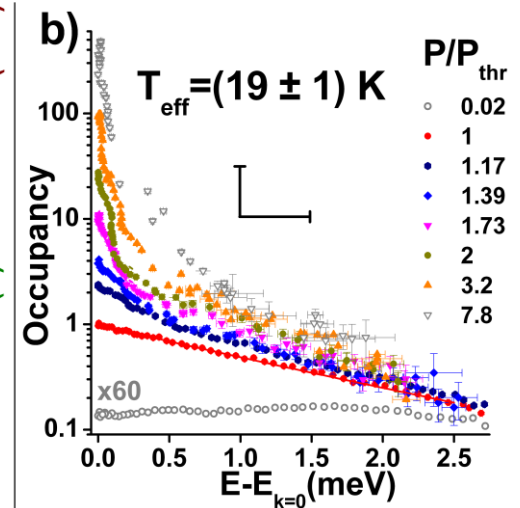 b)
T_eff=(19 ± 1) K
P/P_thr
0.02
1
1.17
1.39
1.73
2
3.2
7.8
Occupancy
100
10
1
0.1
x60
0.0 0.5 1.0 1.5 2.0 2.5
E-E_k=0(meV)